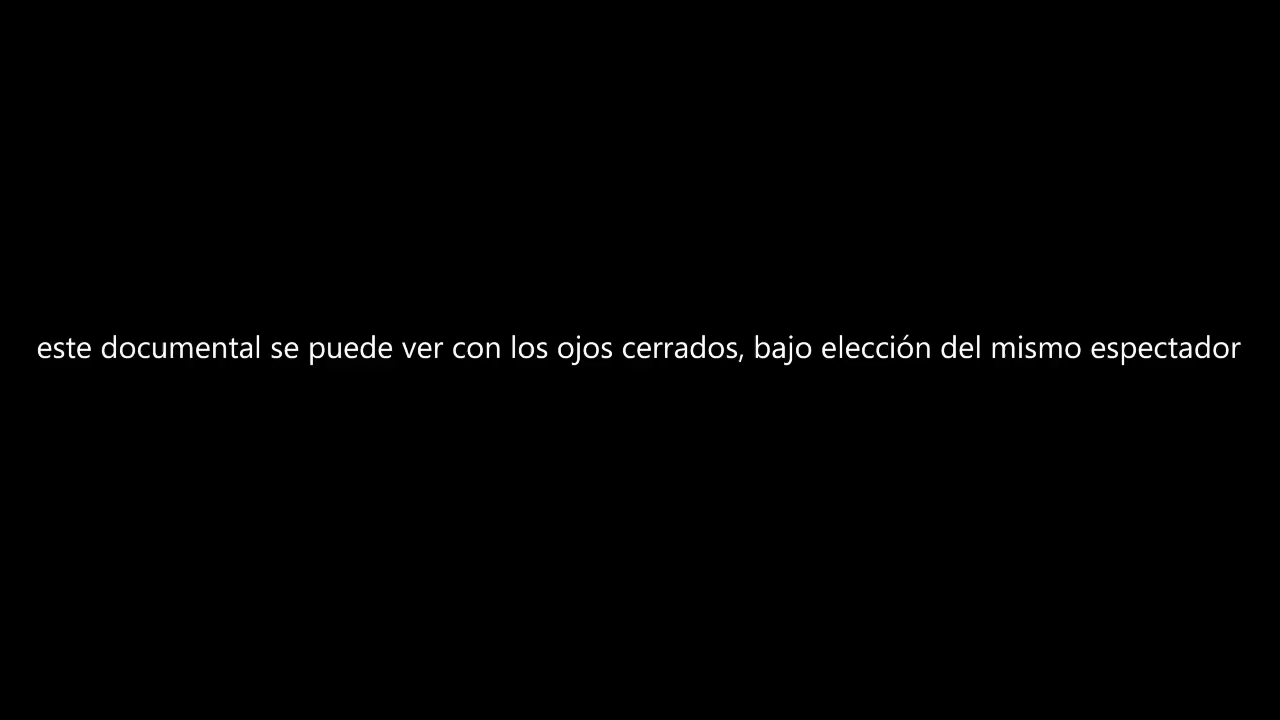 este documental se puede ver con los ojos cerrados, bajo elección del mismo espectador